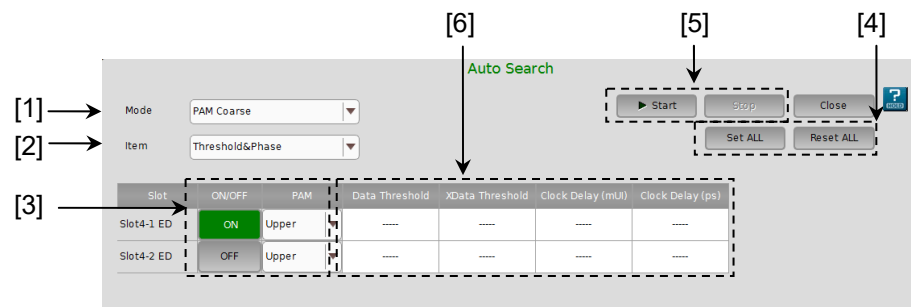 [6] [5] [4]
Auto Search
[1] Mode PAM Coarse Start Stop Close ? HOLD
[2] Item Threshold&Phase Set ALL Reset ALL
Slot ON/OFF PAM Data Threshold XData Threshold Clock Delay (mUI) Clock Delay (ps)
[3] Slot4-1 ED ON Upper ----- ----- ----- -----
Slot4-2 ED OFF Upper ----- ----- ----- -----